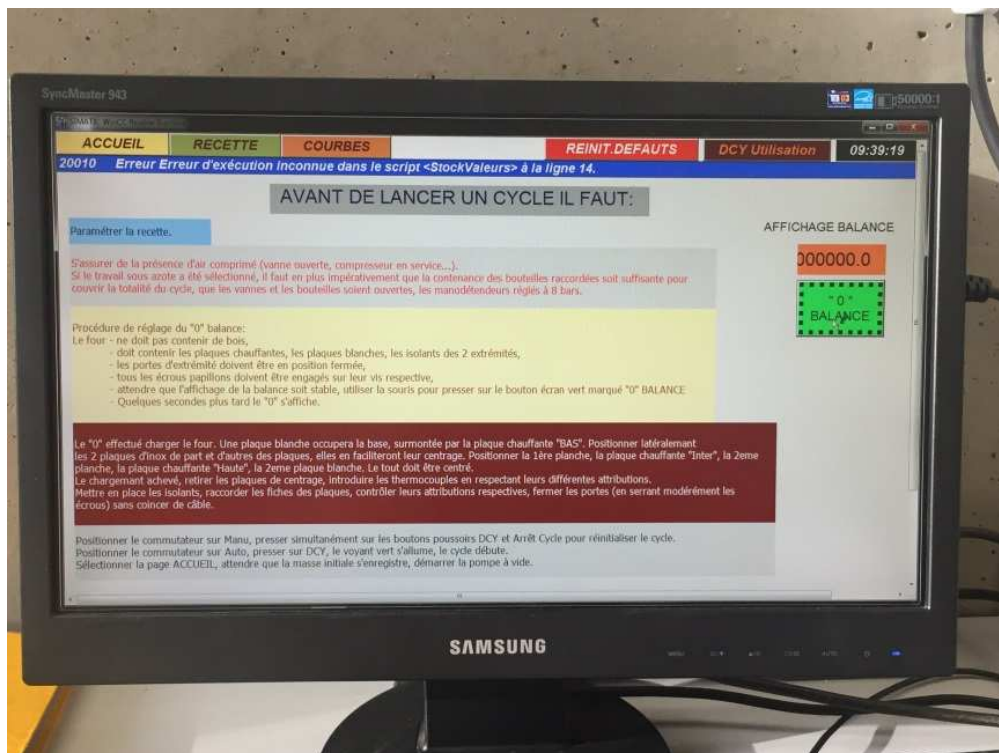 SyncMaster 943
50000:1
SIMATIC WinCC Runtime
ACCUEIL RECETTE COURBES REINIT.DEFAUTS DCY Utilisation 09:39:19
20010 Erreur Erreur d'exécution inconnue dans le script <StockValeurs> à la ligne 14.
AVANT DE LANCER UN CYCLE IL FAUT:
Paramétrer la recette.
AFFICHAGE BALANCE
000000.0
" 0 "
BALANCE
S'assurer de la présence d'air comprimé (vanne ouverte, compresseur en service...).
Si le travail sous azote a été sélectionné, il faut en plus impérativement que la contenance des bouteilles raccordées soit suffisante pour
couvrir la totalité du cycle, que les vannes et les bouteilles soient ouvertes, les manodétendeurs réglés à 8 bars.
Procédure de réglage du "0" balance:
Le four - ne doit pas contenir de bois,
- doit contenir les plaques chauffantes, les plaques blanches, les isolants des 2 extrémités,
- les portes d'extrémité doivent être en position fermée,
- tous les écrous papillons doivent être engagés sur leur vis respective,
- attendre que l'affichage de la balance soit stable, utiliser la souris pour presser sur le bouton écran vert marqué "0" BALANCE
- Quelques secondes plus tard le "0" s'affiche.
Le "0" effectué charger le four. Une plaque blanche occupera la base, surmontée par la plaque chauffante "BAS". Positionner latéralemant
les 2 plaques d'inox de part et d'autres des plaques, elles en faciliteront leur centrage. Positionner la 1ère planche, la plaque chauffante "Inter", la 2eme
planche, la plaque chauffante "Haute", la 2eme plaque blanche. Le tout doit être centré.
Le chargemant achevé, retirer les plaques de centrage, introduire les thermocouples en respectant leurs différentes attributions.
Mettre en place les isolants, raccorder les fiches des plaques, contrôler leurs attributions respectives, fermer les portes (en serrant modérément les
écrous) sans coincer de câble.
Positionner le commutateur sur Manu, presser simultanément sur les boutons poussoirs DCY et Arrêt Cycle pour réinitialiser le cycle.
Positionner le commutateur sur Auto, presser sur DCY, le voyant vert s'allume, le cycle débute.
Sélectionner la page ACCUEIL, attendre que la masse initiale s'enregistre, démarrer la pompe à vide.
SAMSUNG
MENU
AUTO